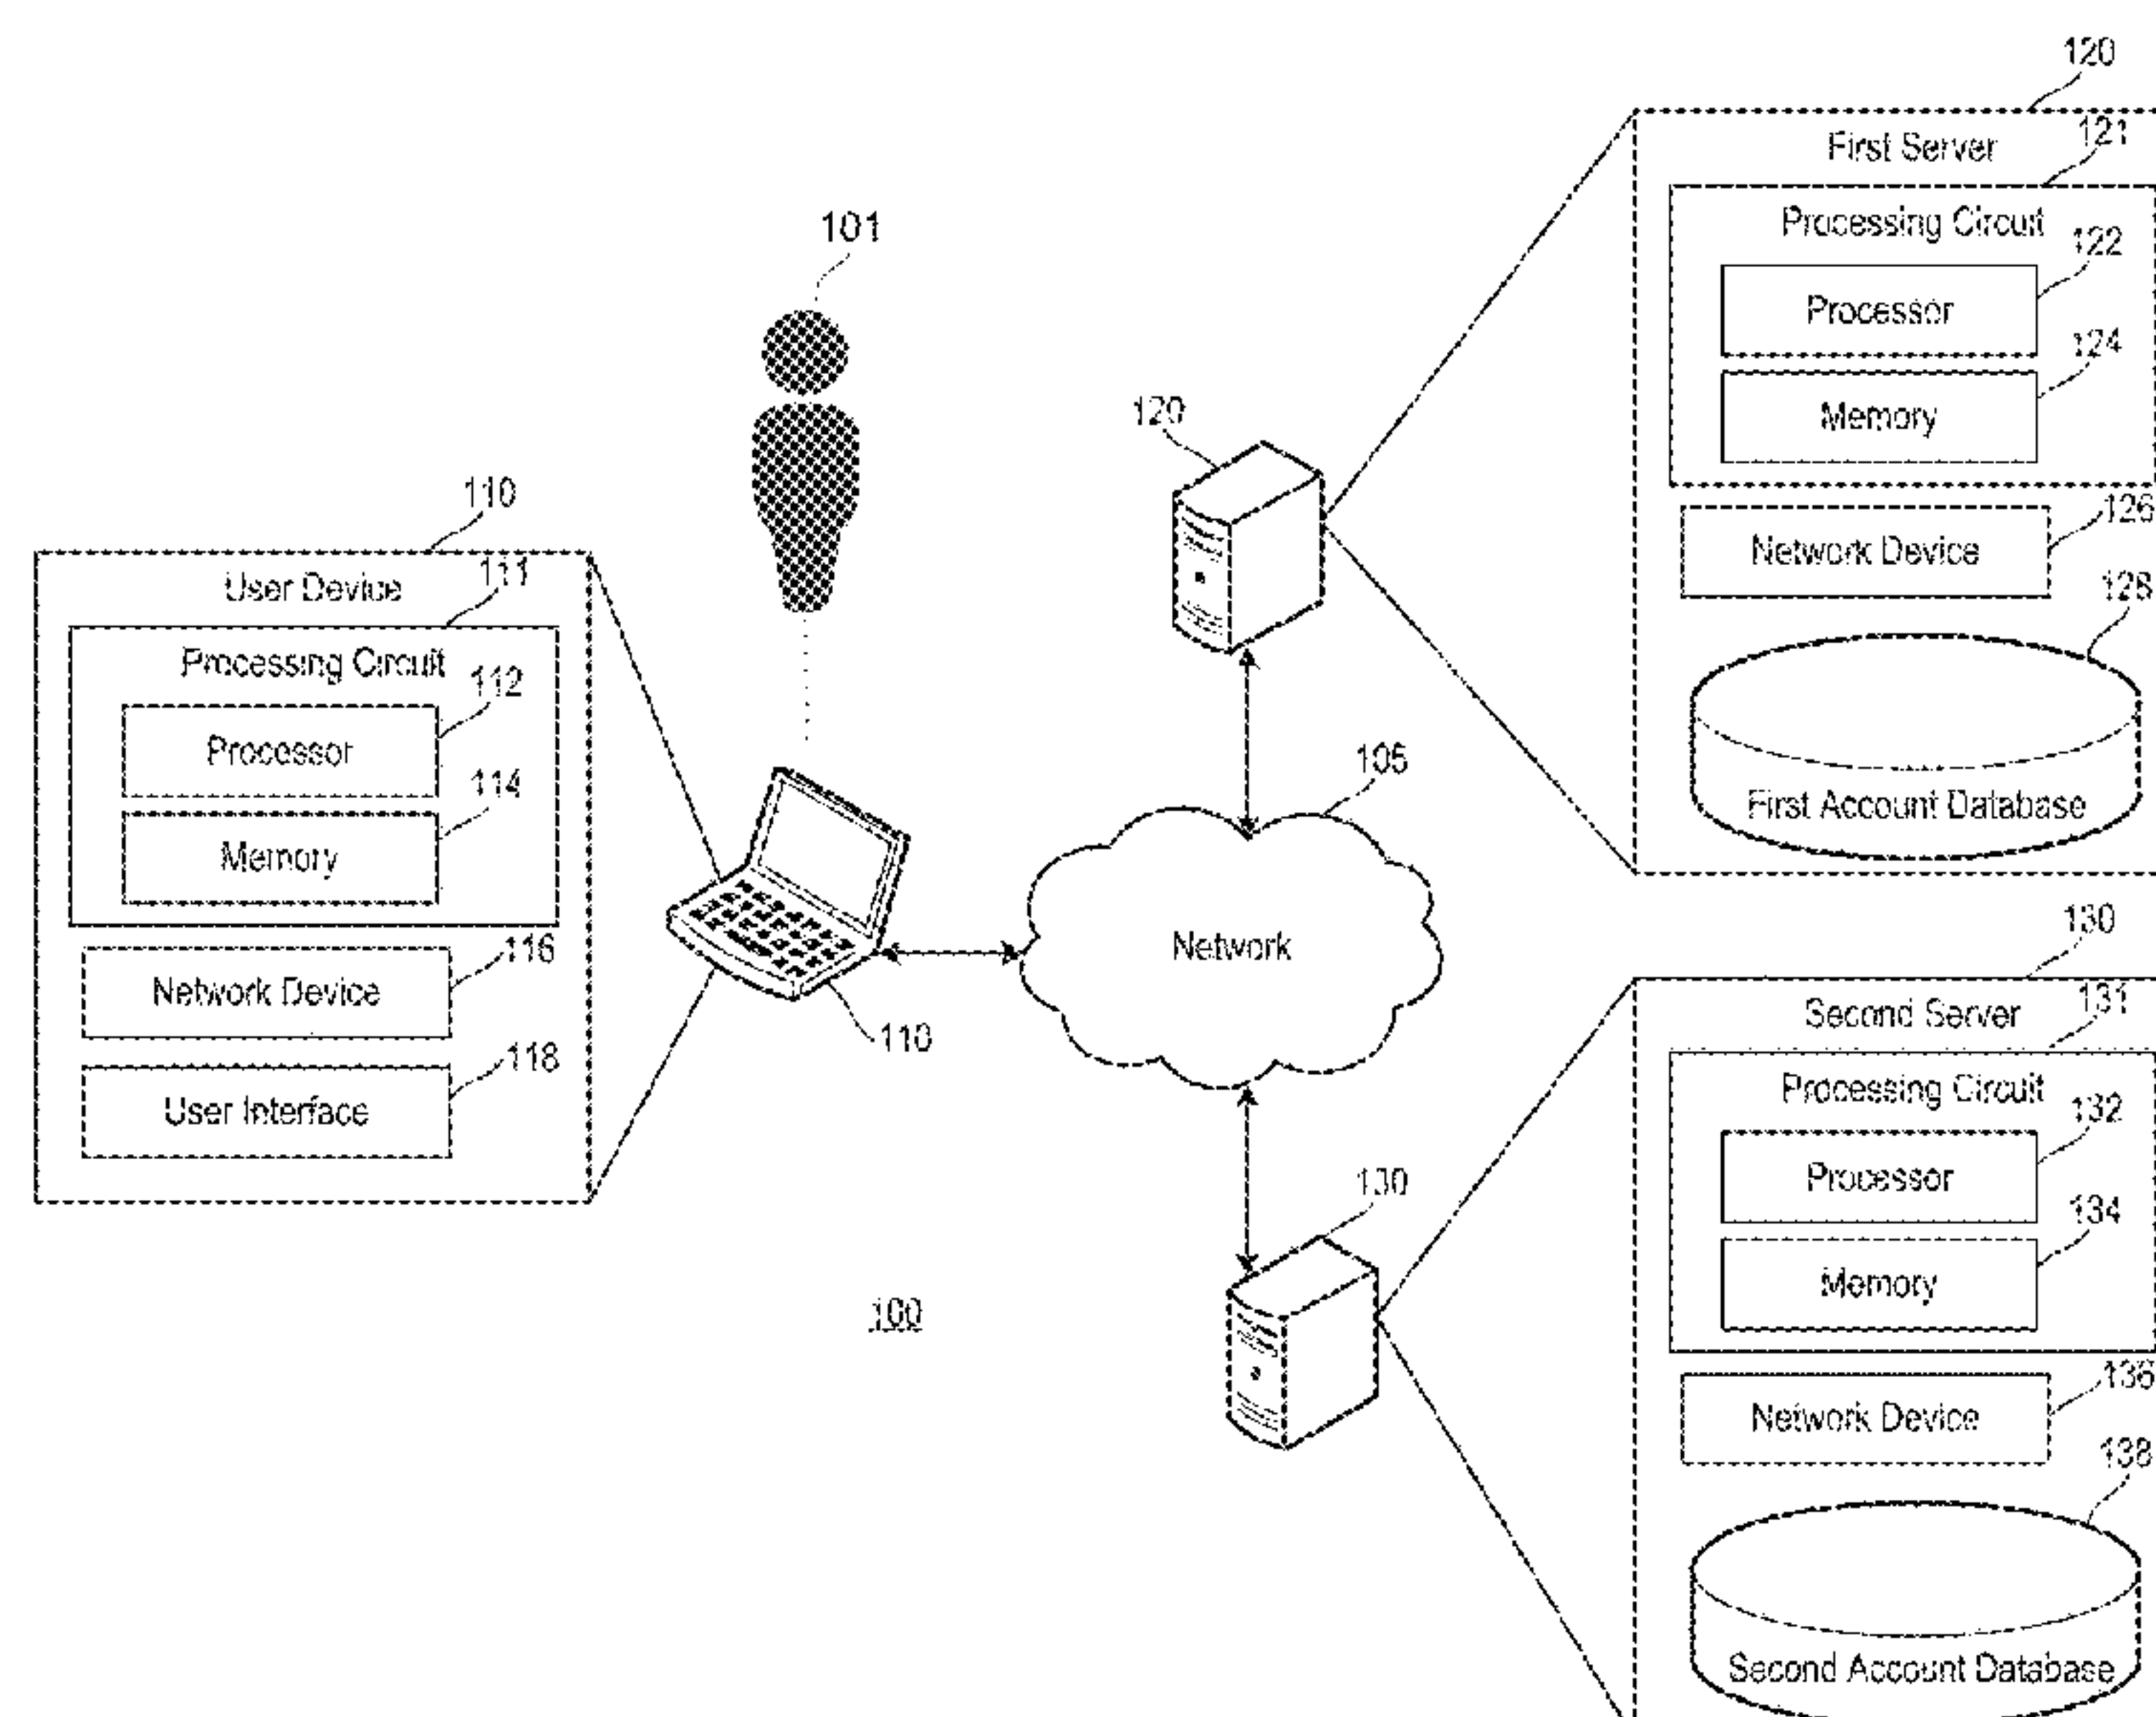 120
First Server
121
Processing Circuit
122
Processor
124
Memory
Network Device
126
128
First Account Database
101
120
110
User Device
111
Processing Circuit
112
Processor
114
Memory
116
Network Device
118
User Interface
110
105
Network
130
100
130
Second Server
131
Processing Circuit
132
Processor
134
Memory
136
Network Device
138
Second Account Database